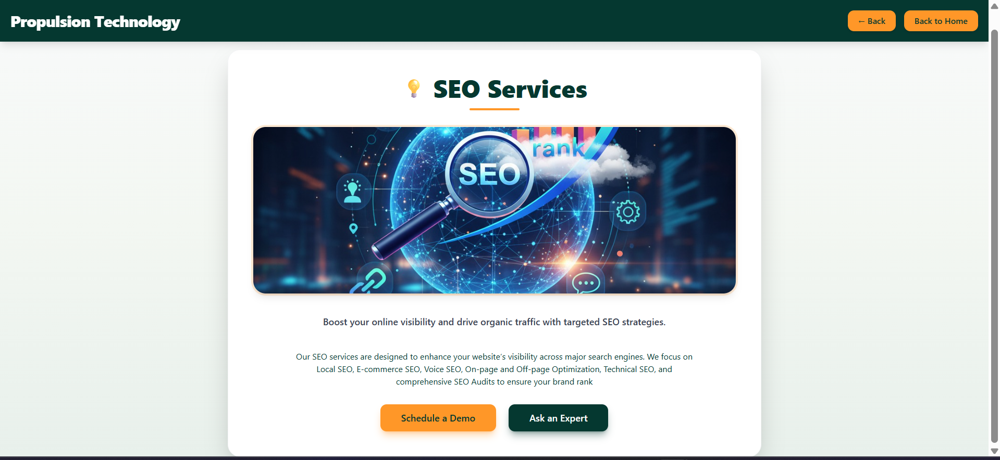 Propulsion Technology
← Back
Back to Home
SEO Services
rank
SEO
Boost your online visibility and drive organic traffic with targeted SEO strategies.
Our SEO services are designed to enhance your website's visibility across major search engines. We focus on
Local SEO, E-commerce SEO, Voice SEO, On-page and Off-page Optimization, Technical SEO, and
comprehensive SEO Audits to ensure your brand rank
Schedule a Demo
Ask an Expert